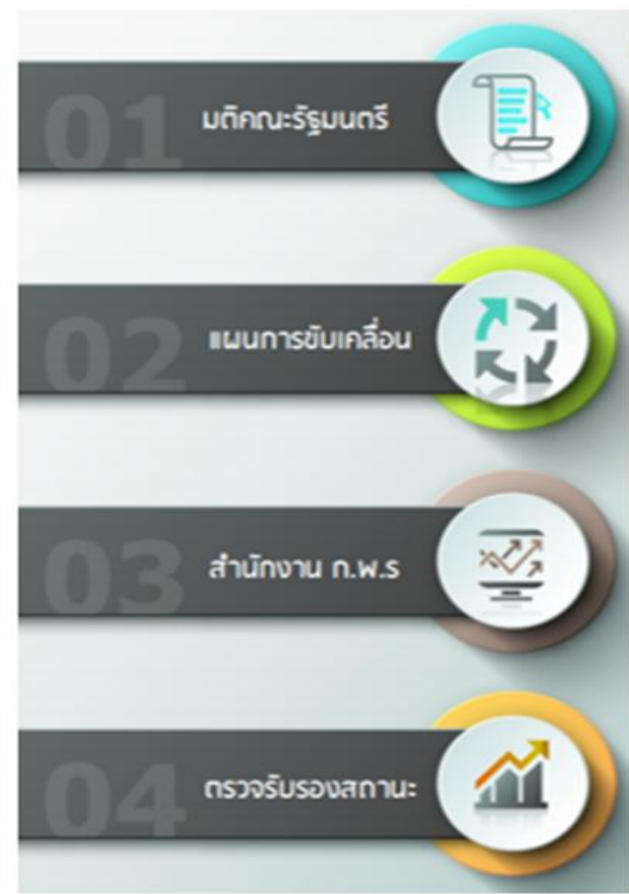 01 มติคณะรัฐมนตรี
02 แผนการขับเคลื่อน
03 สำนักงาน ก.พ.ร
04 ตรวจรับรองสถานะ